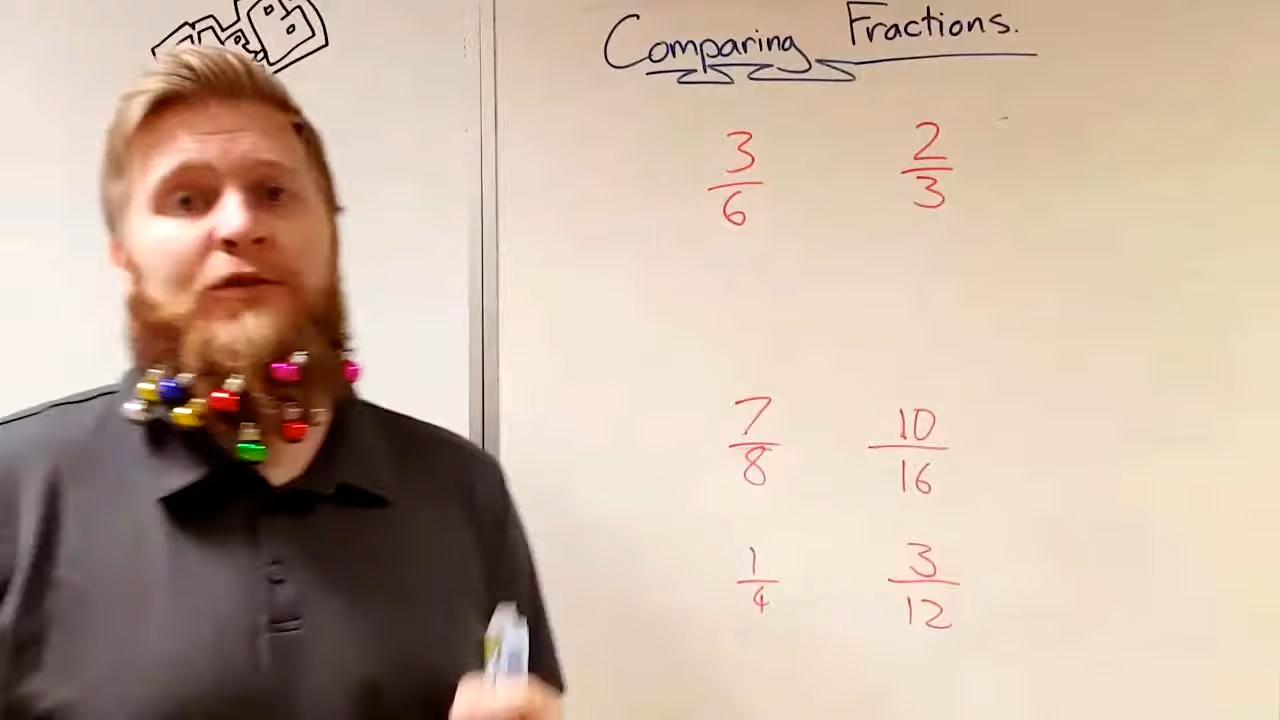 Comparing Fractions.
3/6 2/3
7/8 10/16
1/4 3/12